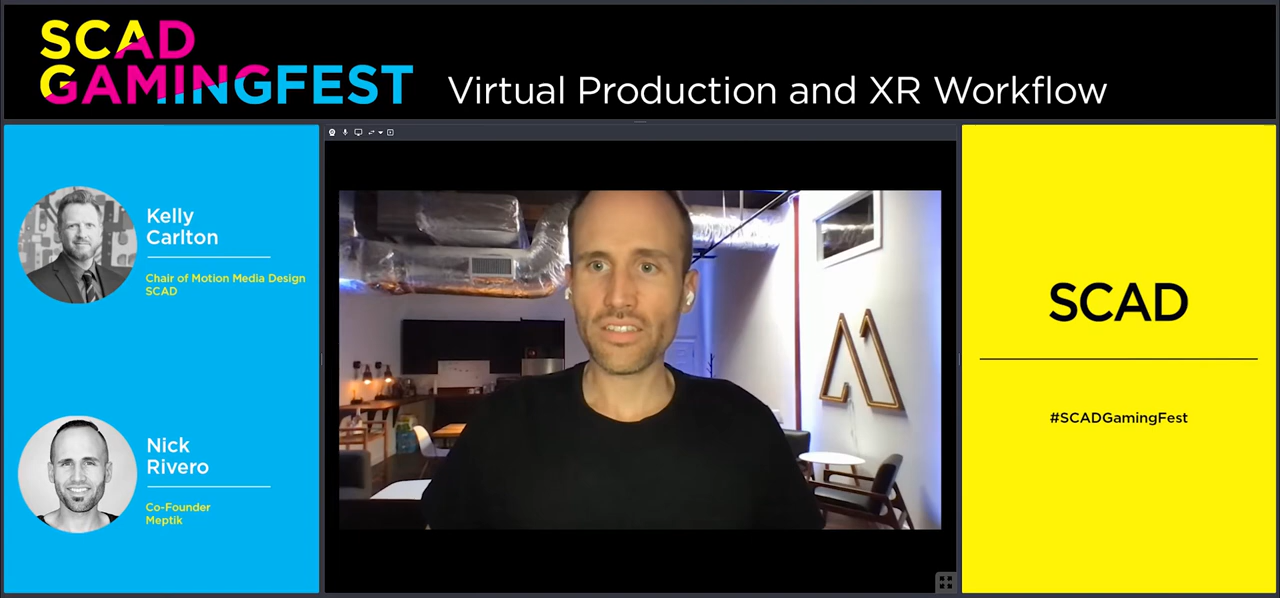 SCAD
GAMINGFEST
Virtual Production and XR Workflow
Kelly
Carlton
Chair of Motion Media Design
SCAD
Nick
Rivero
Co-Founder
Meptik
SCAD
#SCADGamingFest